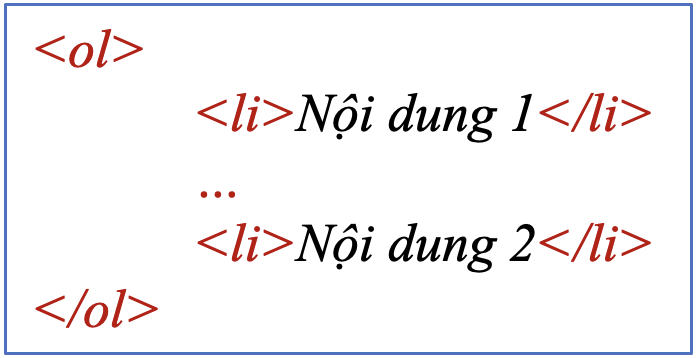 <ol>
<li>Nội dung 1</li>
...
<li>Nội dung 2</li>
</ol>